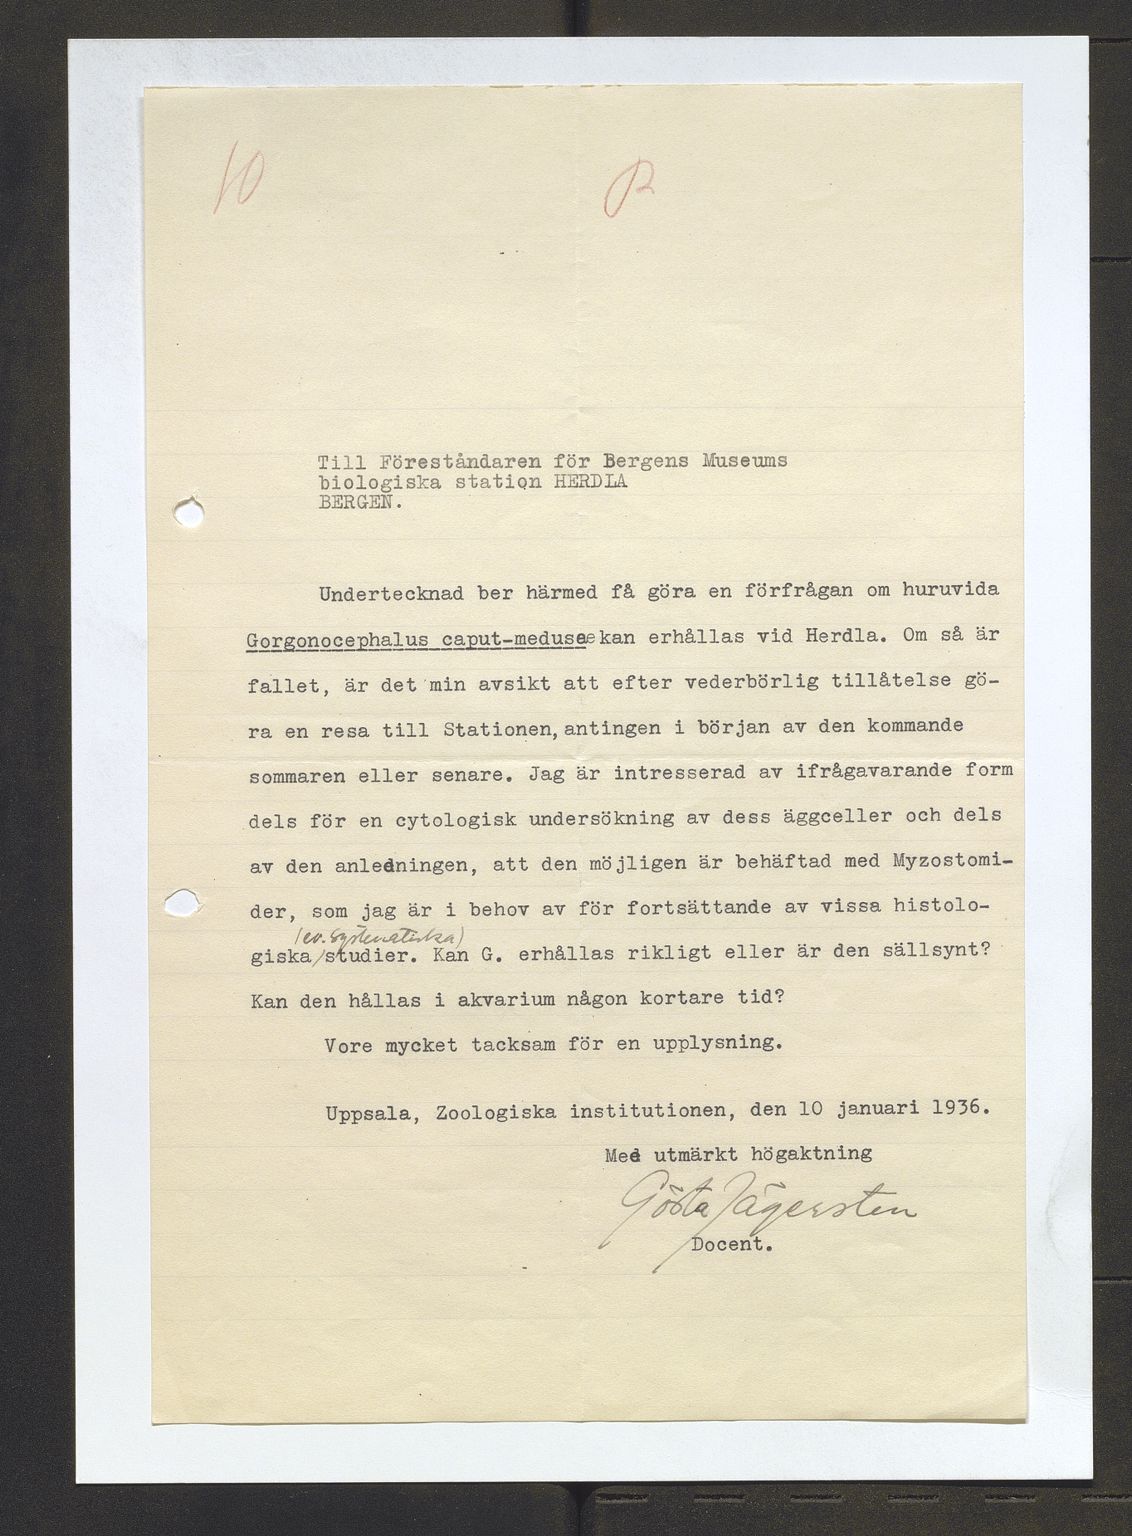 10
Till Föreståndaren för Bergens Museums
biologiska station HERDLA
BERGEN.
Undertecknad ber härmed få göra en förfrågan om huruvida
Gorgonocephalus caput-medusae kan erhållas vid Herdla. Om så är
fallet, är det min avsikt att efter vederbörlig tillåtelse gö-
ra en resa till Stationen, antingen i början av den kommande
sommaren eller senare. Jag är intresserad av ifrågavarande form
dels för en cytologisk undersökning av dess äggceller och dels
av den anledningen, att den möjligen är behäftad med Myzostomi-
der, som jag är i behov av för fortsättande av vissa histolo-
(ev. systematiska)
giska/studier. Kan G. erhållas rikligt eller är den sällsynt?
Kan den hållas i akvarium någon kortare tid?
Vore mycket tacksam för en upplysning.
Uppsala, Zoologiska institutionen, den 10 januari 1936.
Med utmärkt högaktning
Gösta Jägersten
Docent.